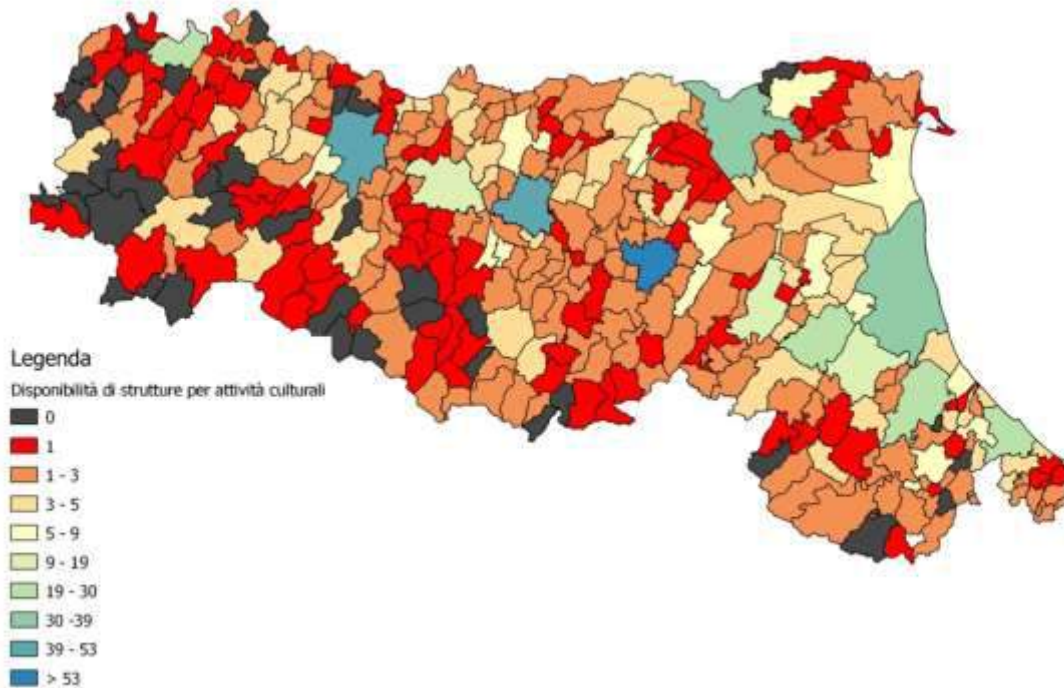 Legenda
Disponibilità di strutture per attività culturali
0
1
1 - 3
3 - 5
5 - 9
9 - 19
19 - 30
30 -39
39 - 53
> 53